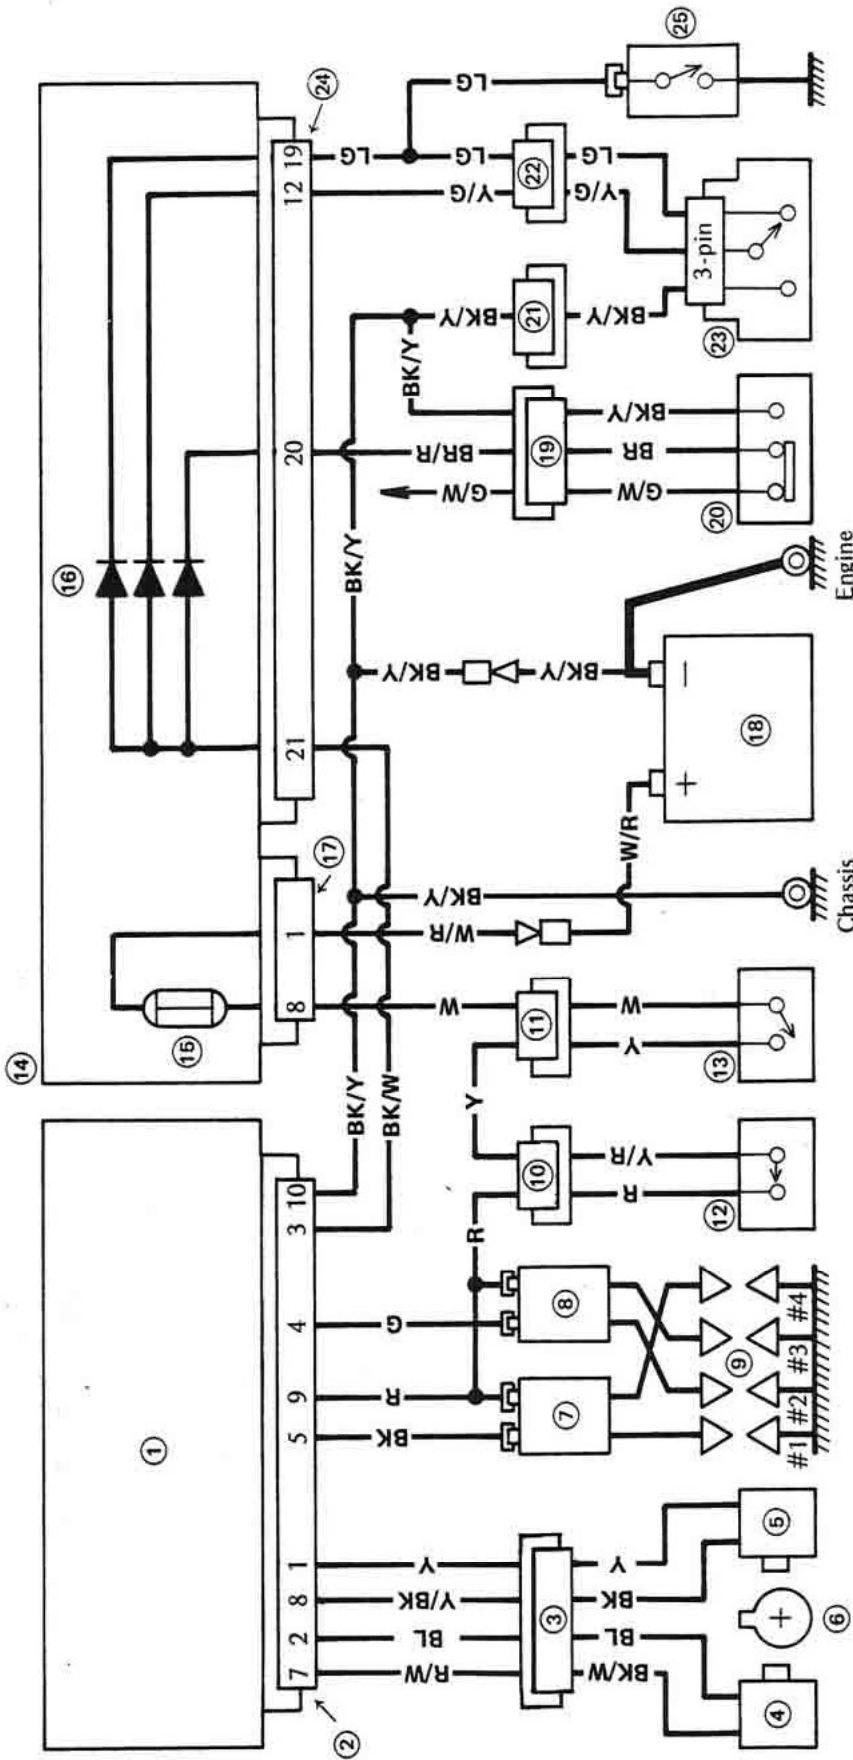 ⑭
①
⑯
⑮
7 2 8 1 5 9 4 3 10
8 1
21 20 12 19
②
⑰
㉔
R/W
BL
Y/BK
Y
BK
R
G
BK/Y
BK/W
W
W/R
BK/Y
BK/Y
BK/Y
BK/Y
G/W
BR/R
BK/Y
BK/Y
Y/G
LG
LG
LG
R
Y
③
⑦
⑧
⑩
⑪
⑲
㉑
㉒
㉕
BK/W
BL
BK
Y
R
Y/R
Y
W
W/R
G/W
BR
BK/Y
BK/Y
Y/G
LG
④
⑥
+
⑤
⑨
#1 #2 #3 #4
⑫
⑬
+ −
⑱
⑳
㉓
3-pin
Chassis
Engine